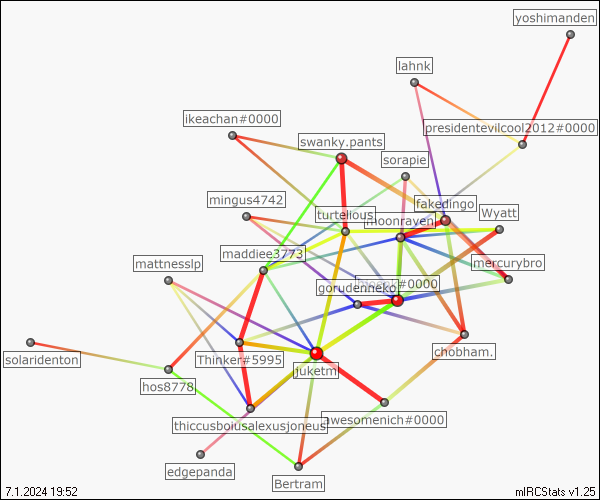 yoshimanden
lahnk
ikeachan#0000
presidentevilcool2012#0000
swanky.pants
sorapie
mingus4742
fakedingo
turtelious
moonraven
Wyatt
maddiee3773
mattnesslp
mercurybro
gorudenneko
#0000
solaridenton
Thinker#5995
chobham.
juketm
hos8778
thiccusboiusalexusjoneus
awesomenich#0000
edgepanda
Bertram
7.1.2024 19:52
mIRCStats v1.25